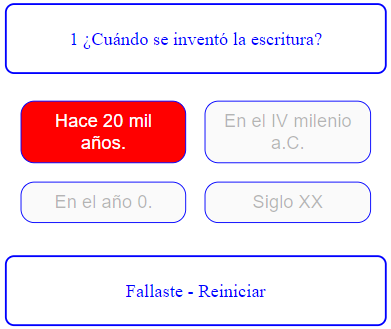 1 ¿Cuándo se inventó la escritura?
Hace 20 mil
años.
En el IV milenio
a.C.
En el año 0.
Siglo XX
Fallaste - Reiniciar